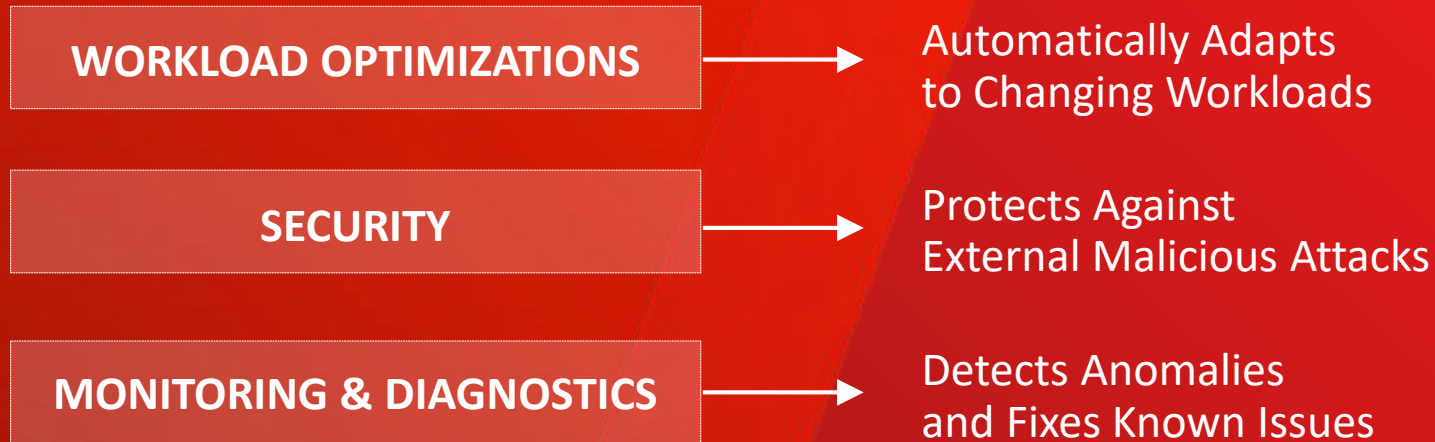 WORKLOAD OPTIMIZATIONS
Automatically Adapts
to Changing Workloads
SECURITY
Protects Against
External Malicious Attacks
MONITORING & DIAGNOSTICS
Detects Anomalies
and Fixes Known Issues